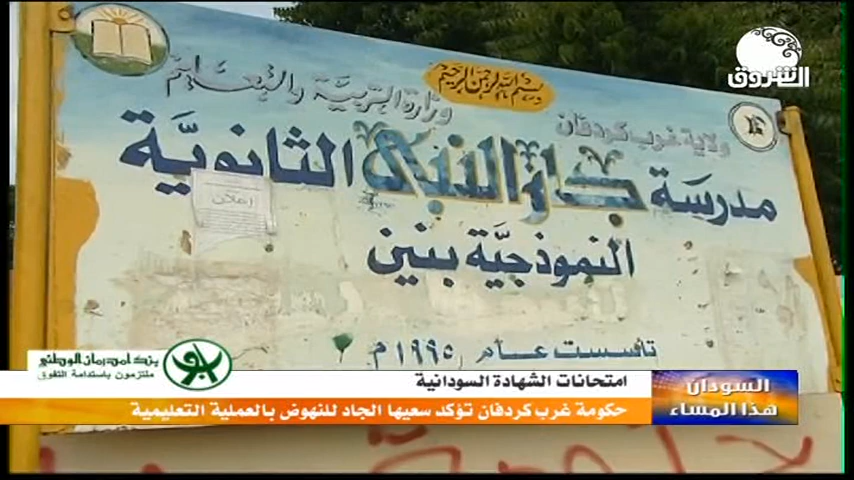 الشروق
بسم الله الرحمن الرحيم
ولاية غرب كردفان
وزارة التربية والتعليم
مدرسة جار النبي الثانوية
النموذجية بنين
إعلان
تأسست عام ١٩٩٥م
بنك امدرمان الوطني
ملتزمون باستدامة التفوق
السودان
هذا المساء
امتحانات الشهادة السودانية
حكومة غرب كردفان تؤكد سعيها الجاد للنهوض بالعملية التعليمية